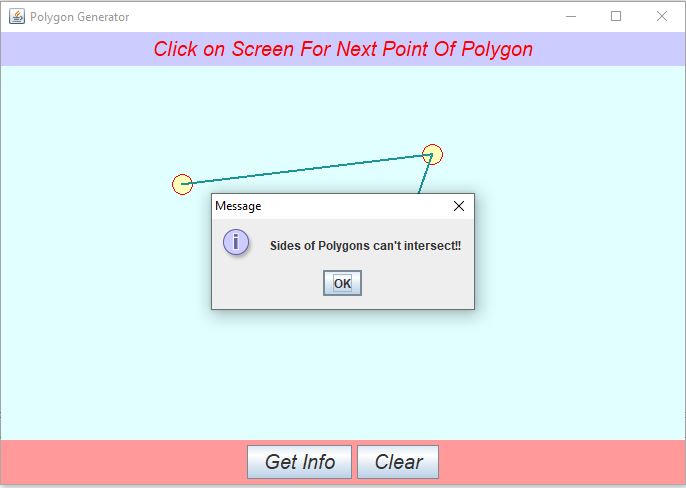 Polygon Generator
Click on Screen For Next Point Of Polygon
Message
i
Sides of Polygons can't intersect!!
OK
Get Info
Clear